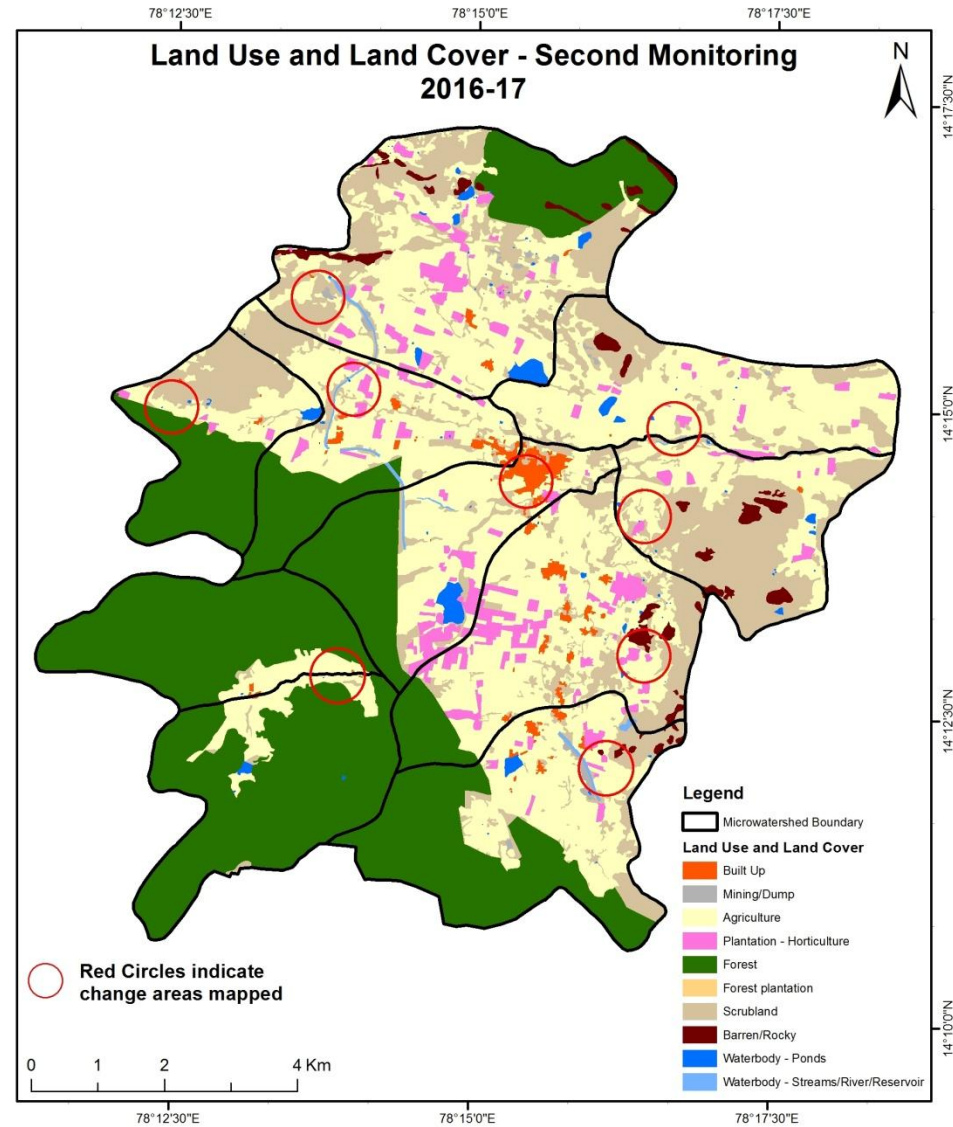 78°12'30"E
78°15'0"E
78°17'30"E
Land Use and Land Cover - Second Monitoring
2016-17
N
14°17'30"N
14°15'0"N
14°12'30"N
14°10'0"N
Legend
Microwatershed Boundary
Land Use and Land Cover
Built Up
Mining/Dump
Agriculture
Plantation - Horticulture
Forest
Forest plantation
Scrubland
Barren/Rocky
Waterbody - Ponds
Waterbody - Streams/River/Reservoir
Red Circles indicate
change areas mapped
0 1 2 4 Km
78°12'30"E
78°15'0"E
78°17'30"E